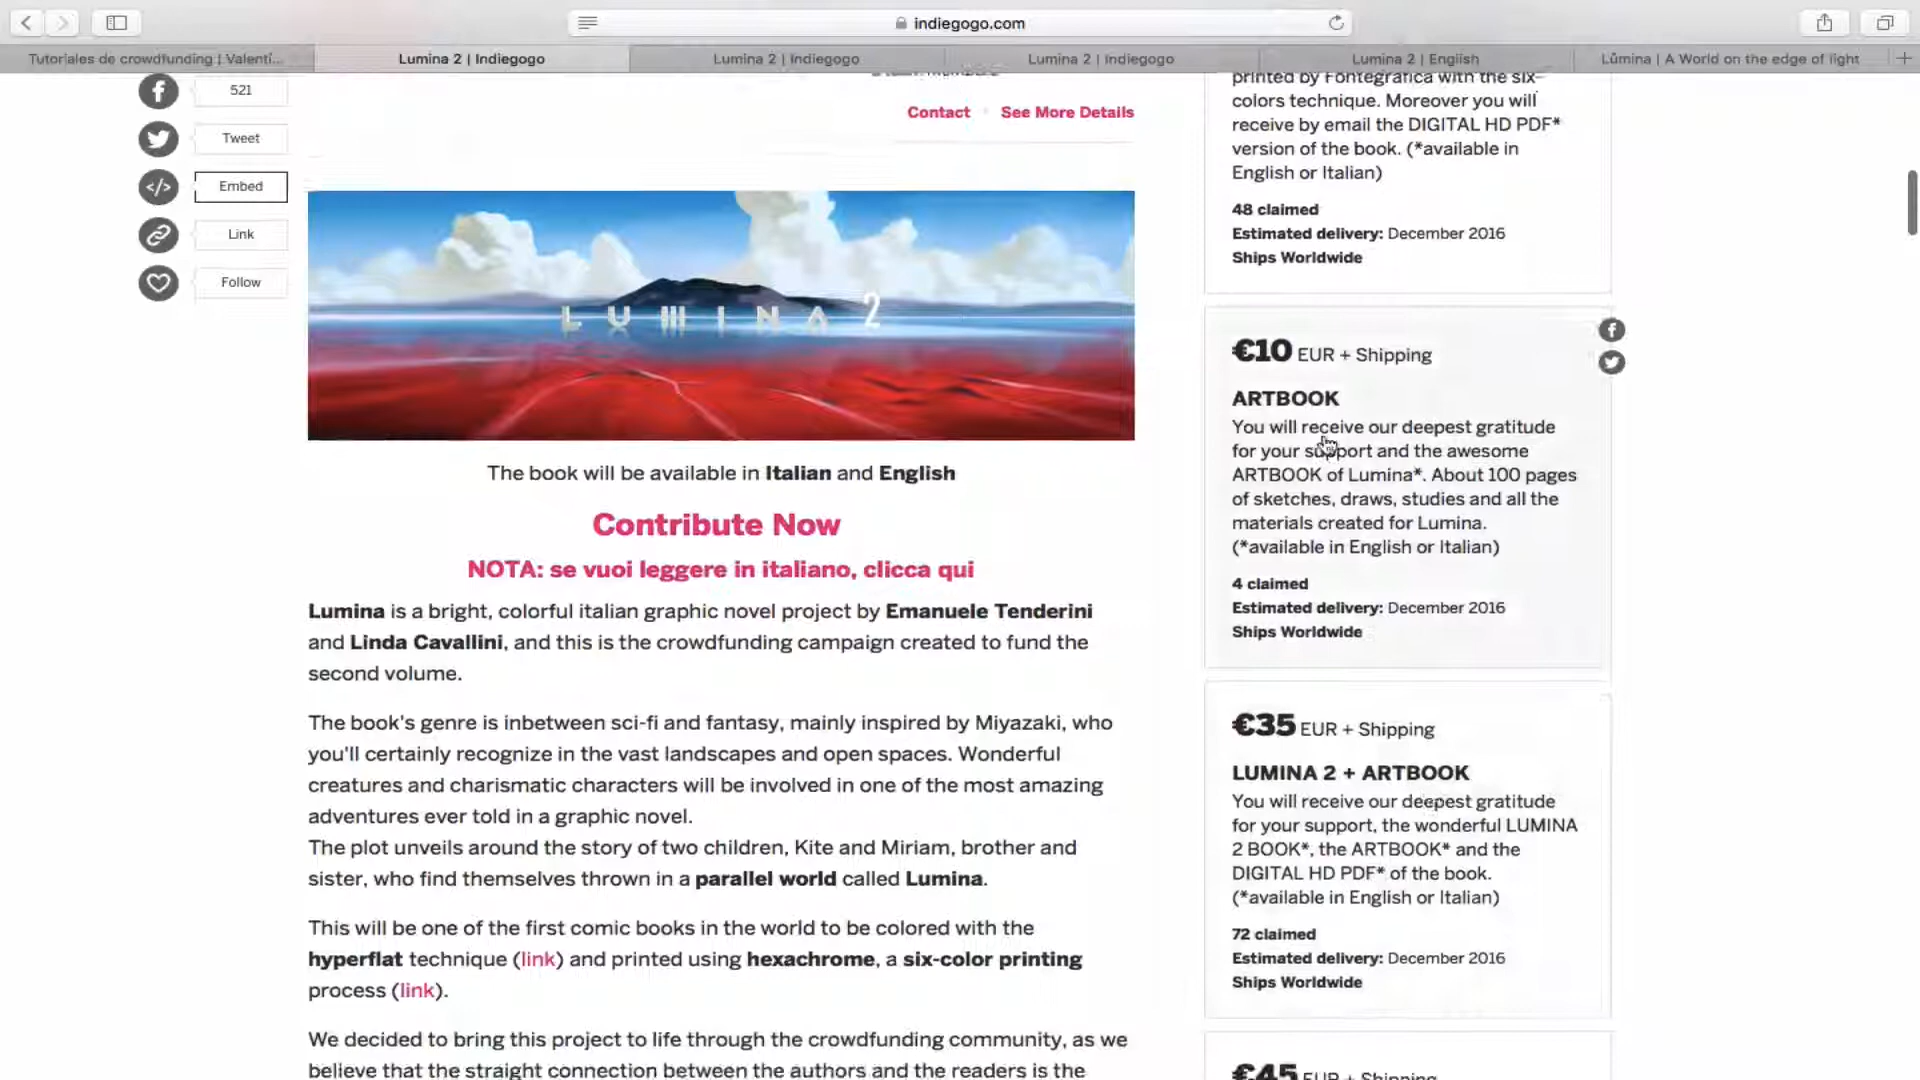 indiegogo.com
Tutoriales de crowdfunding | Valenti...
Lumina 2 | Indiegogo
Lumina 2 | Indiegogo
Lumina 2 | Indiegogo
Lumina 2 | English
Lûmina | A World on the edge of light
521
Tweet
Embed
Link
Follow
Contact
See More Details
LUMINA 2
The book will be available in Italian and English
Contribute Now
NOTA: se vuoi leggere in italiano, clicca qui
Lumina is a bright, colorful italian graphic novel project by Emanuele Tenderini
and Linda Cavallini, and this is the crowdfunding campaign created to fund the
second volume.
The book's genre is inbetween sci-fi and fantasy, mainly inspired by Miyazaki, who
you'll certainly recognize in the vast landscapes and open spaces. Wonderful
creatures and charismatic characters will be involved in one of the most amazing
adventures ever told in a graphic novel.
The plot unveils around the story of two children, Kite and Miriam, brother and
sister, who find themselves thrown in a parallel world called Lumina.
This will be one of the first comic books in the world to be colored with the
hyperflat technique (link) and printed using hexachrome, a six-color printing
process (link).
We decided to bring this project to life through the crowdfunding community, as we
believe that the straight connection between the authors and the readers is the
printed by Fontegrafica with the six-
colors technique. Moreover you will
receive by email the DIGITAL HD PDF*
version of the book. (*available in
English or Italian)
48 claimed
Estimated delivery: December 2016
Ships Worldwide
€10 EUR + Shipping
ARTBOOK
You will receive our deepest gratitude
for your support and the awesome
ARTBOOK of Lumina*. About 100 pages
of sketches, draws, studies and all the
materials created for Lumina.
(*available in English or Italian)
4 claimed
Estimated delivery: December 2016
Ships Worldwide
€35 EUR + Shipping
LUMINA 2 + ARTBOOK
You will receive our deepest gratitude
for your support, the wonderful LUMINA
2 BOOK*, the ARTBOOK* and the
DIGITAL HD PDF* of the book.
(*available in English or Italian)
72 claimed
Estimated delivery: December 2016
Ships Worldwide
€45 EUR + Shipping